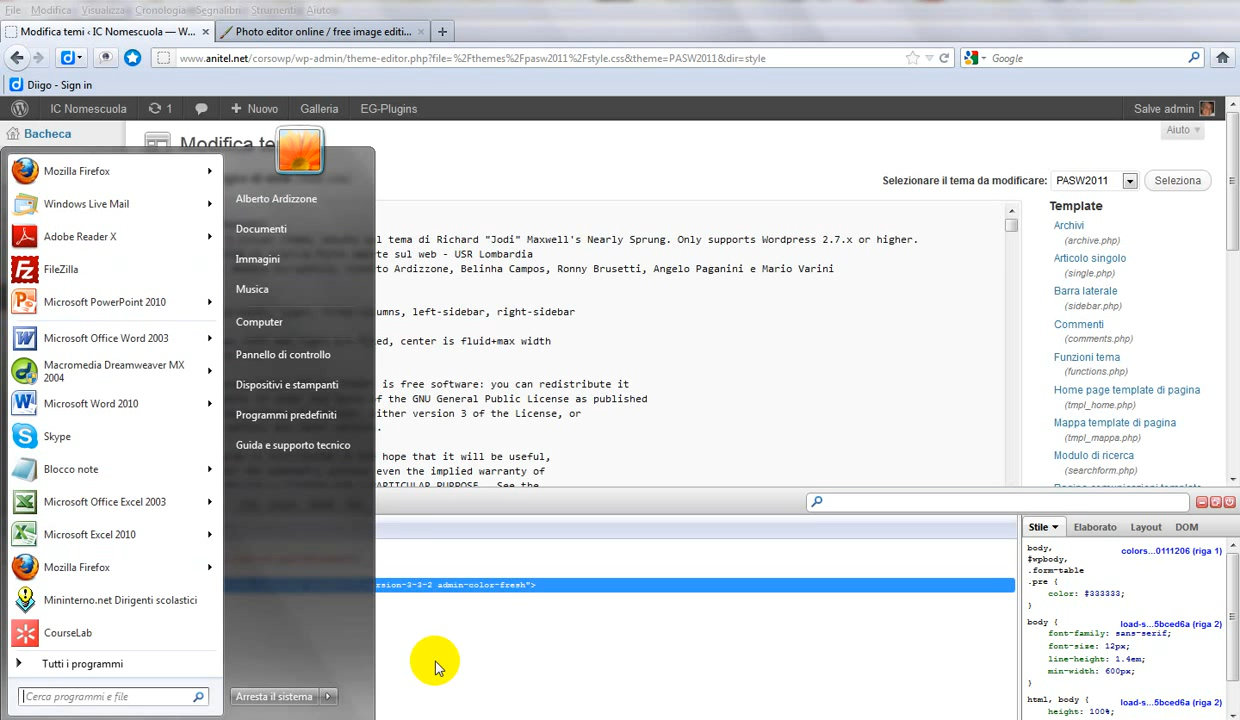 File Modifica Visualizza Cronologia Segnalibri Strumenti Aiuto
Modifica temi ‹ IC Nomescuola — W...
Photo editor online / free image editi...
www.anitel.org/corsowp/wp-admin/theme-editor.php?file=%2Fthemes%2Fpasw2011%2Fstyle.css&theme=PASW2011&dir=style
Google
Diigo - Sign in
IC Nomescuola 1 Nuovo Galleria EG-Plugins Salve admin
Bacheca
Modifica te
Aiuto
Selezionare il tema da modificare: PASW2011 Seleziona
Mozilla Firefox
Windows Live Mail
Adobe Reader X
FileZilla
Microsoft PowerPoint 2010
Microsoft Office Word 2003
Macromedia Dreamweaver MX
2004
Microsoft Word 2010
Skype
Blocco note
Microsoft Office Excel 2003
Microsoft Excel 2010
Mozilla Firefox
Mininterno.net Dirigenti scolastici
CourseLab
Tutti i programmi
Cerca programmi e file
Alberto Ardizzone
Documenti
Immagini
Musica
Computer
Pannello di controllo
Dispositivi e stampanti
Programmi predefiniti
Guida e supporto tecnico
Arresta il sistema
l tema di Richard "Jodi" Maxwell's Nearly Sprung. Only supports Wordpress 2.7.x or higher.
sul web - USR Lombardia
Ardizzone, Belinha Campos, Ronny Brusetti, Angelo Paganini e Mario Varini
umns, left-sidebar, right-sidebar
ed, center is fluid+max width
is free software: you can redistribute it
of the GNU General Public License as published
ither version 3 of the License, or
hope that it will be useful,
even the implied warranty of
PARTICULAR PURPOSE. See the
rsion-3-3-2 admin-color-fresh">
Template
Archivi
(archive.php)
Articolo singolo
(single.php)
Barra laterale
(sidebar.php)
Commenti
(comments.php)
Funzioni tema
(functions.php)
Home page template di pagina
(tmpl_home.php)
Mappa template di pagina
(tmpl_mappa.php)
Modulo di ricerca
(searchform.php)
Stile Elaborato Layout DOM
body, colors...0111206 (riga 1)
#wpbody,
.form-table
.pre {
color: #333333;
}
body { load-s...5bced6a (riga 2)
font-family: sans-serif;
font-size: 12px;
line-height: 1.4em;
min-width: 600px;
}
html, body { load-s...5bced6a (riga 2)
height: 100%;